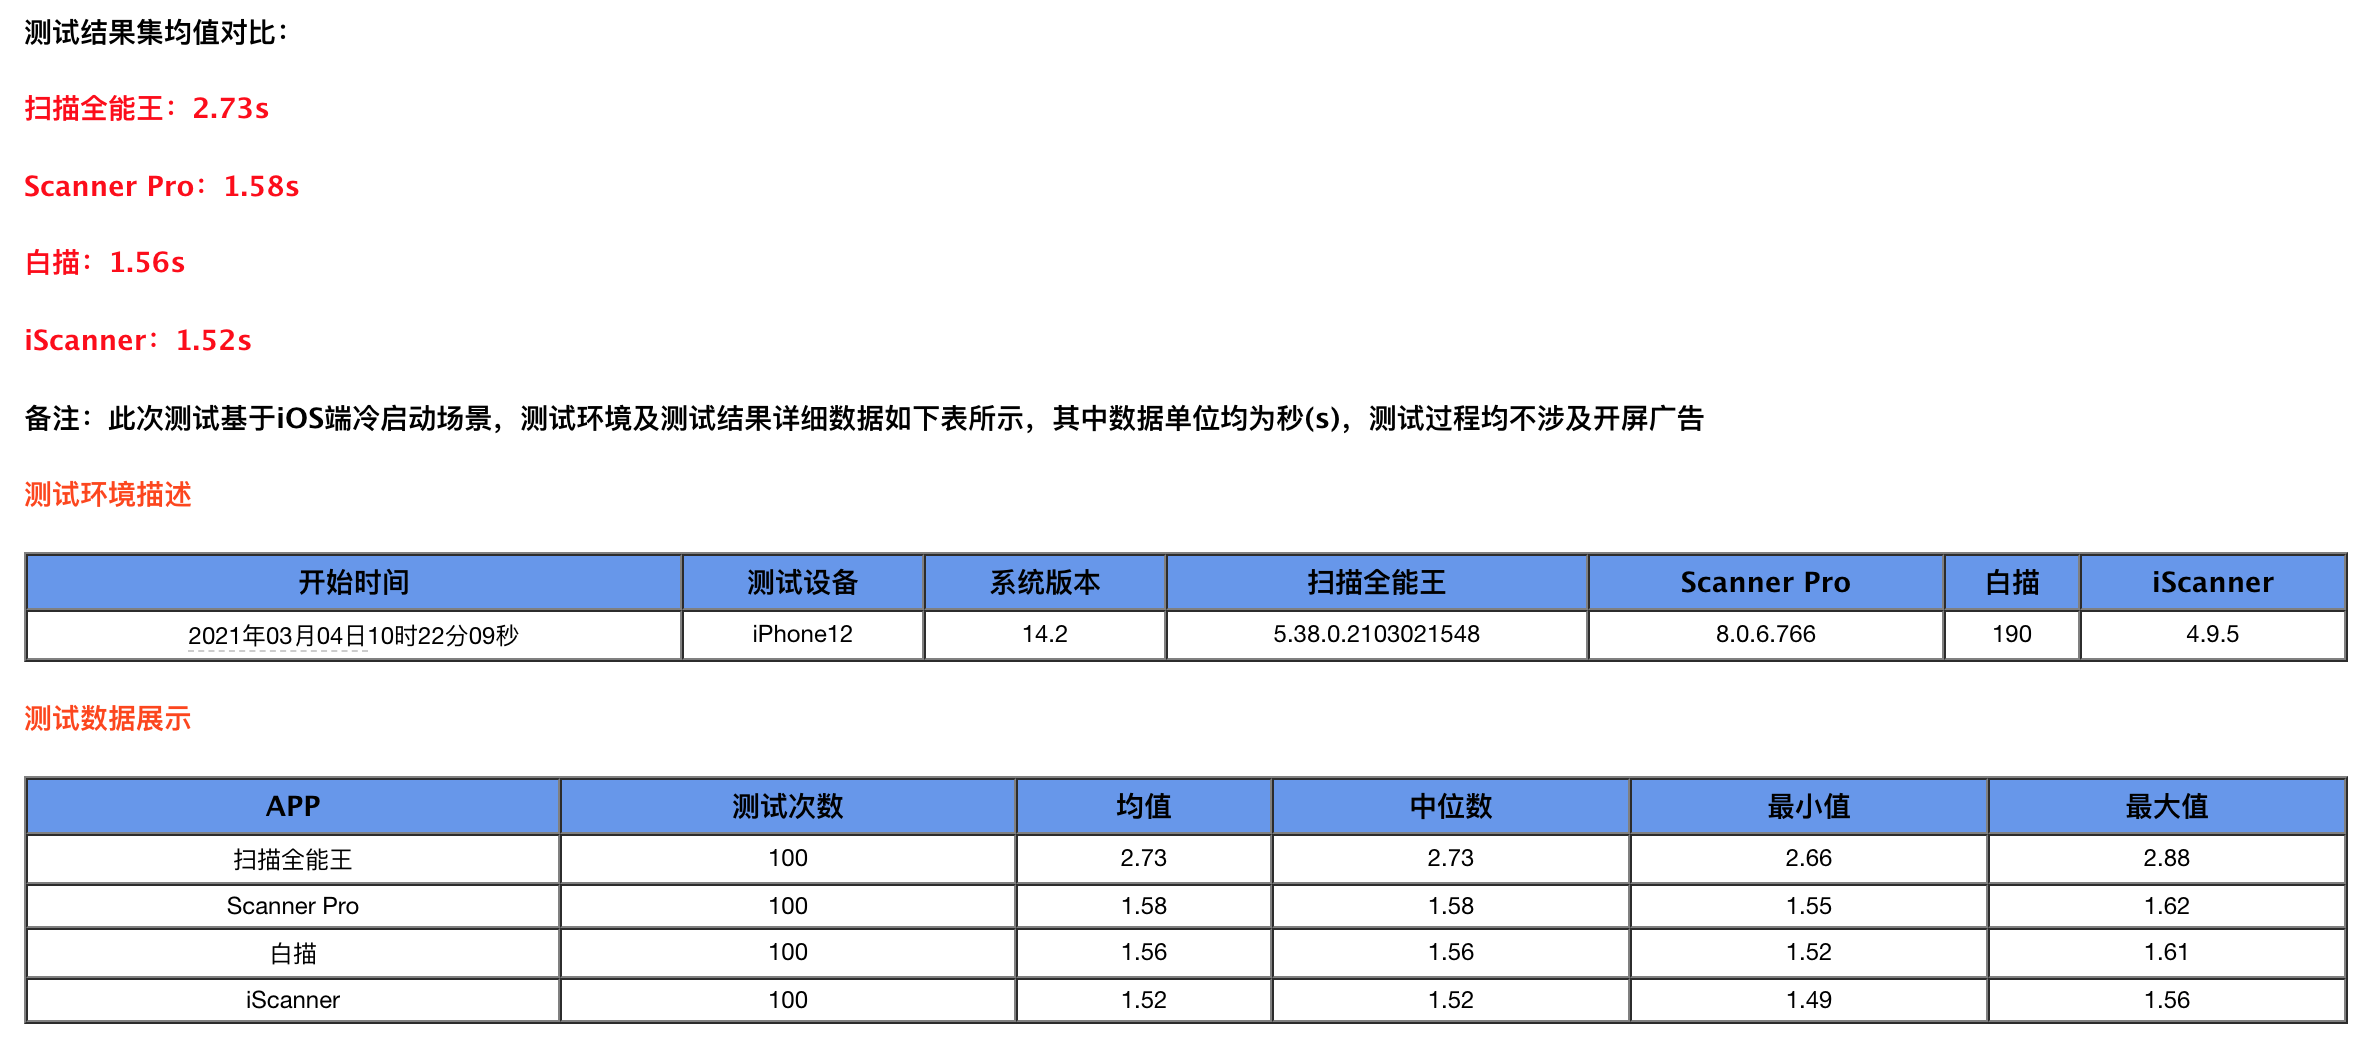 测试结果集均值对比：
扫描全能王：2.73s
Scanner Pro：1.58s
白描：1.56s
iScanner：1.52s
备注：此次测试基于iOS端冷启动场景，测试环境及测试结果详细数据如下表所示，其中数据单位均为秒(s)，测试过程均不涉及开屏广告
测试环境描述
开始时间 测试设备 系统版本 扫描全能王 Scanner Pro 白描 iScanner
2021年03月04日10时22分09秒 iPhone12 14.2 5.38.0.2103021548 8.0.6.766 190 4.9.5
测试数据展示
APP 测试次数 均值 中位数 最小值 最大值
扫描全能王 100 2.73 2.73 2.66 2.88
Scanner Pro 100 1.58 1.58 1.55 1.62
白描 100 1.56 1.56 1.52 1.61
iScanner 100 1.52 1.52 1.49 1.56